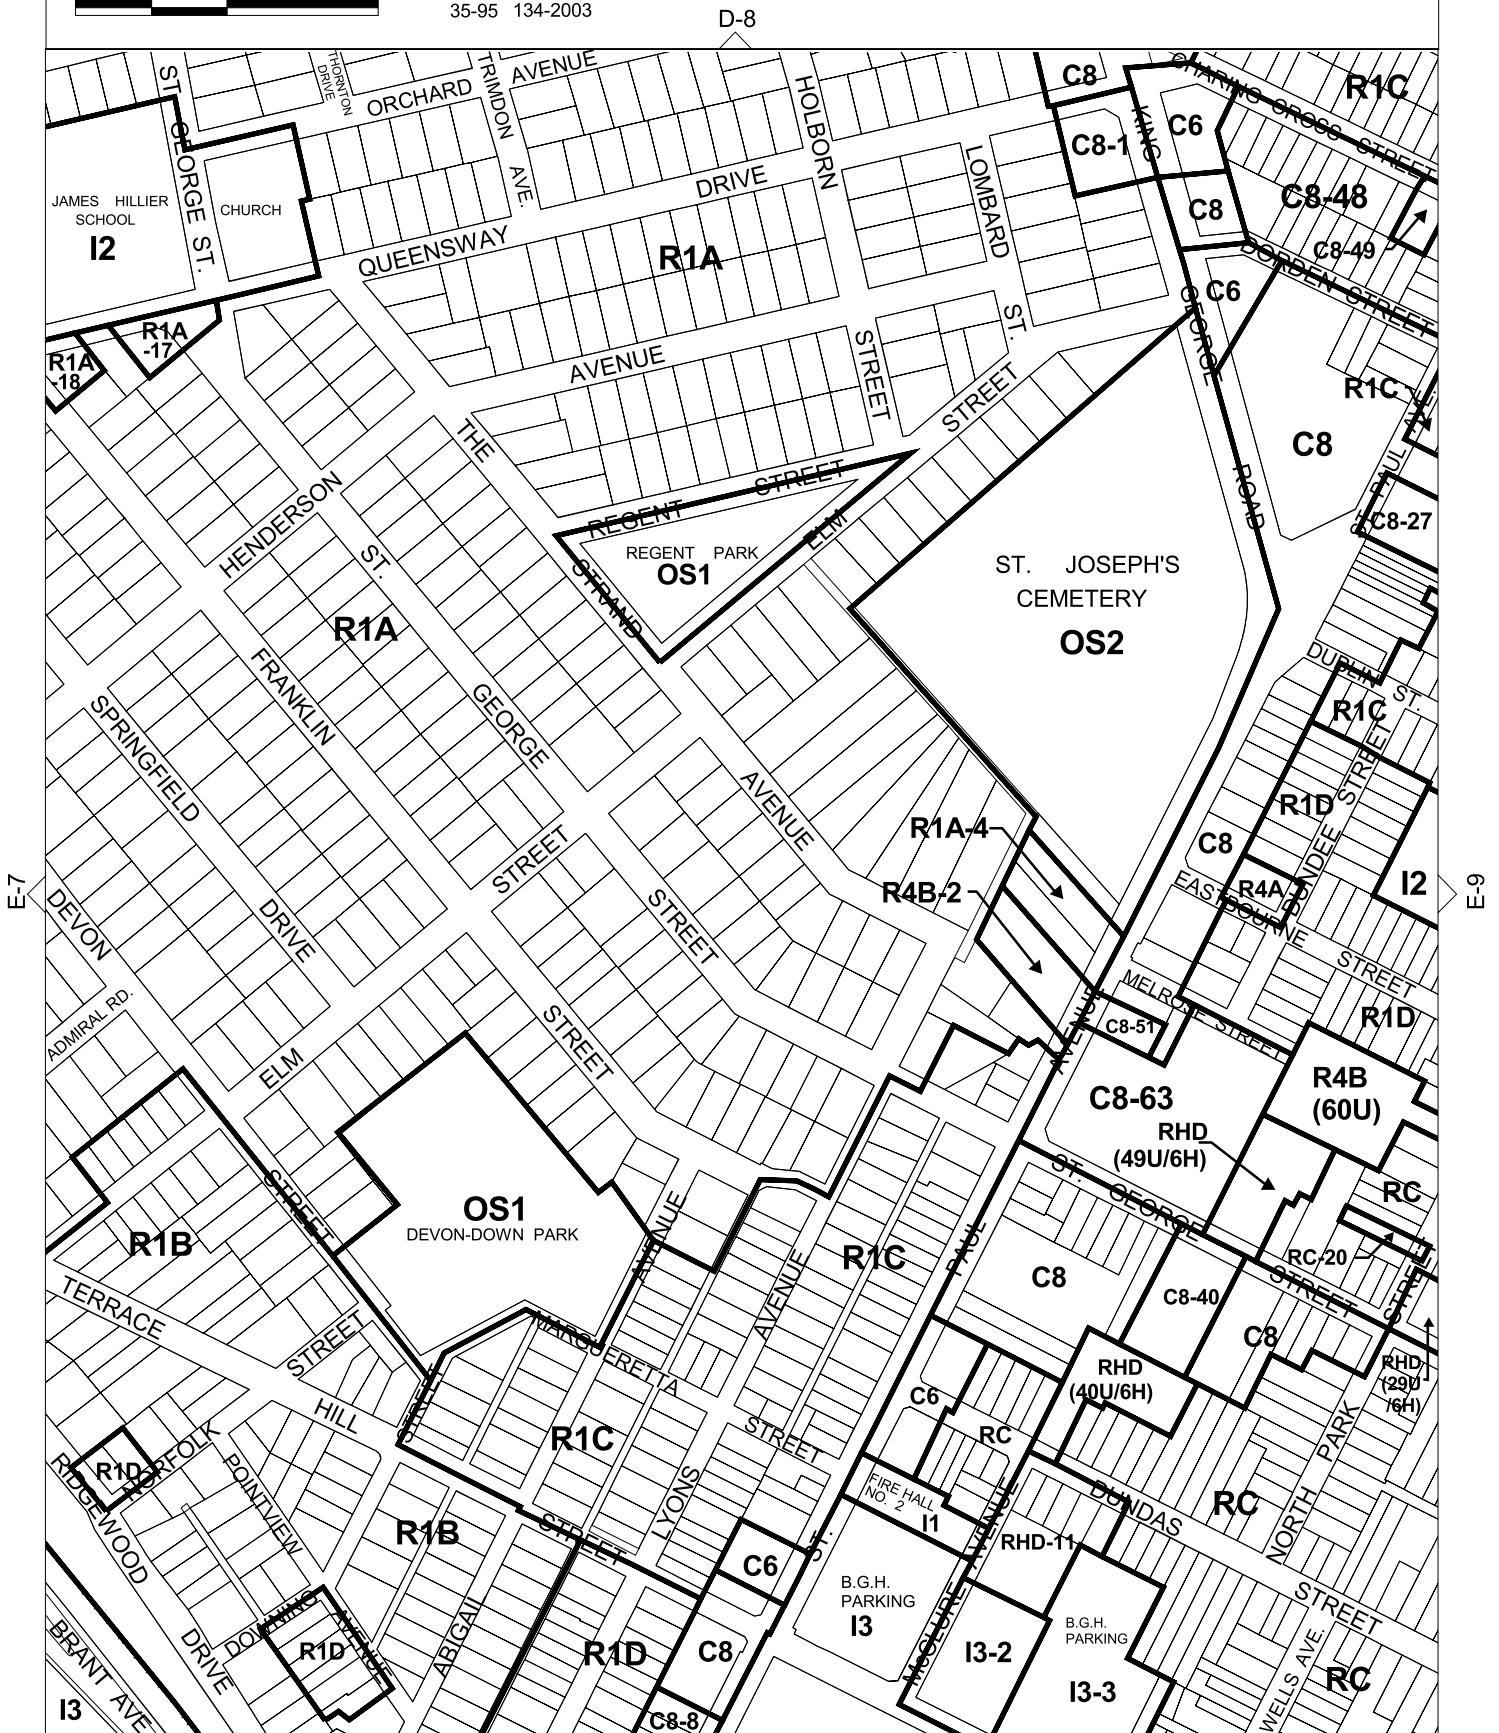 35-95 134-2003
D-8
ST. GEORGE ST.
THORNTON
DRIVE
ORCHARD AVENUE
TRIMDON AVE.
HOLBORN STREET
LOMBARD ST.
C8
KING GEORGE ROAD
CHARING CROSS STREET
R1C
C6
C8-1
JAMES HILLIER
SCHOOL
I2
CHURCH
QUEENSWAY DRIVE
R1A
C8
C8-48
C8-49
BORDEN STREET
C6
R1A
-17
R1A
-18
AVENUE
R1C
ST. PAUL AVE.
C8
C8-27
THE STRAND
HENDERSON
REGENT STREET
REGENT PARK
OS1
ELM STREET
ST. JOSEPH'S
CEMETERY
OS2
ST. GEORGE STREET
R1A
FRANKLIN STREET
SPRINGFIELD DRIVE
AVENUE
STREET
DUBLIN ST.
R1C
R1D
DUNDEE STREET
C8
R4A
I2
EASTBOURNE STREET
R1A-4
R4B-2
E-7
E-9
DEVON STREET
ADMIRAL RD.
ELM
MELROSE STREET
C8-51
R1D
C8-63
R4B
(60U)
RHD
(49U/6H)
RC
RC-20
OS1
DEVON-DOWN PARK
R1B
AVENUE
AVENUE
R1C
PAUL AVENUE
ST. GEORGE STREET
STREET
C8
C8-40
C8
RHD
(29U
/6H)
TERRACE HILL STREET
STREET
MARGUERETTA STREET
STREET
RHD
(40U/6H)
C6
RC
R1D
NORFOLK
RIDGEWOOD DRIVE
POINTVIEW AVENUE
R1C
LYONS
FIRE HALL
NO. 2
I1
DUNDAS STREET
RC
NORTH PARK
R1B
C6
ST.
RHD-11
McCLURE AVENUE
B.G.H.
PARKING
I3
DOWNING
R1D
ABIGAIL
R1D
C8
C8-8
I3-2
B.G.H.
PARKING
I3-3
WELLS AVE.
RC
BRANT AVE
I3